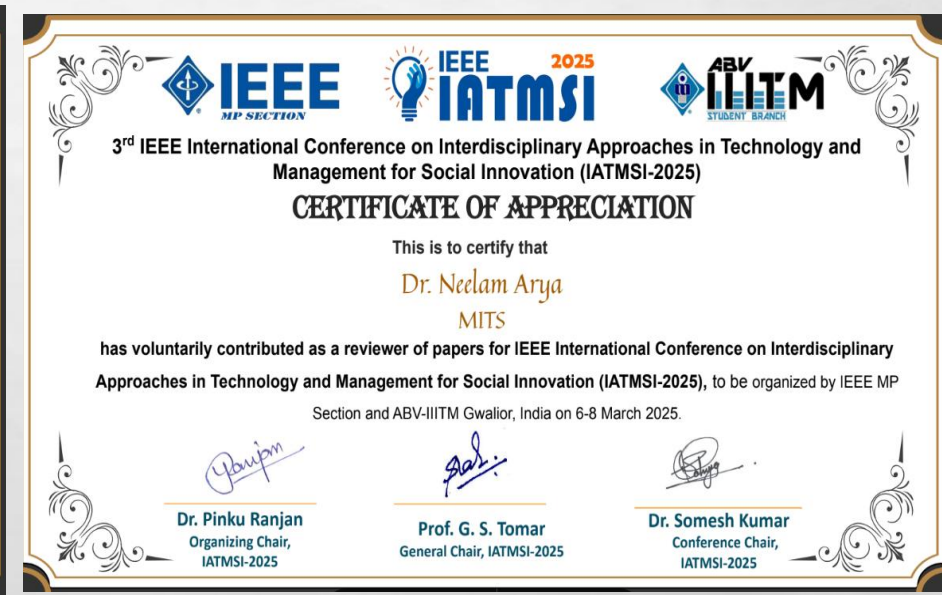 IEEE
MP SECTION
IEEE 2025
IATMSI
ABV
IIITM
STUDENT BRANCH
3rd IEEE International Conference on Interdisciplinary Approaches in Technology and
Management for Social Innovation (IATMSI-2025)
CERTIFICATE OF APPRECIATION
This is to certify that
Dr. Neelam Arya
MITS
has voluntarily contributed as a reviewer of papers for IEEE International Conference on Interdisciplinary
Approaches in Technology and Management for Social Innovation (IATMSI-2025), to be organized by IEEE MP
Section and ABV-IIITM Gwalior, India on 6-8 March 2025.
Dr. Pinku Ranjan
Organizing Chair,
IATMSI-2025
Prof. G. S. Tomar
General Chair, IATMSI-2025
Dr. Somesh Kumar
Conference Chair,
IATMSI-2025